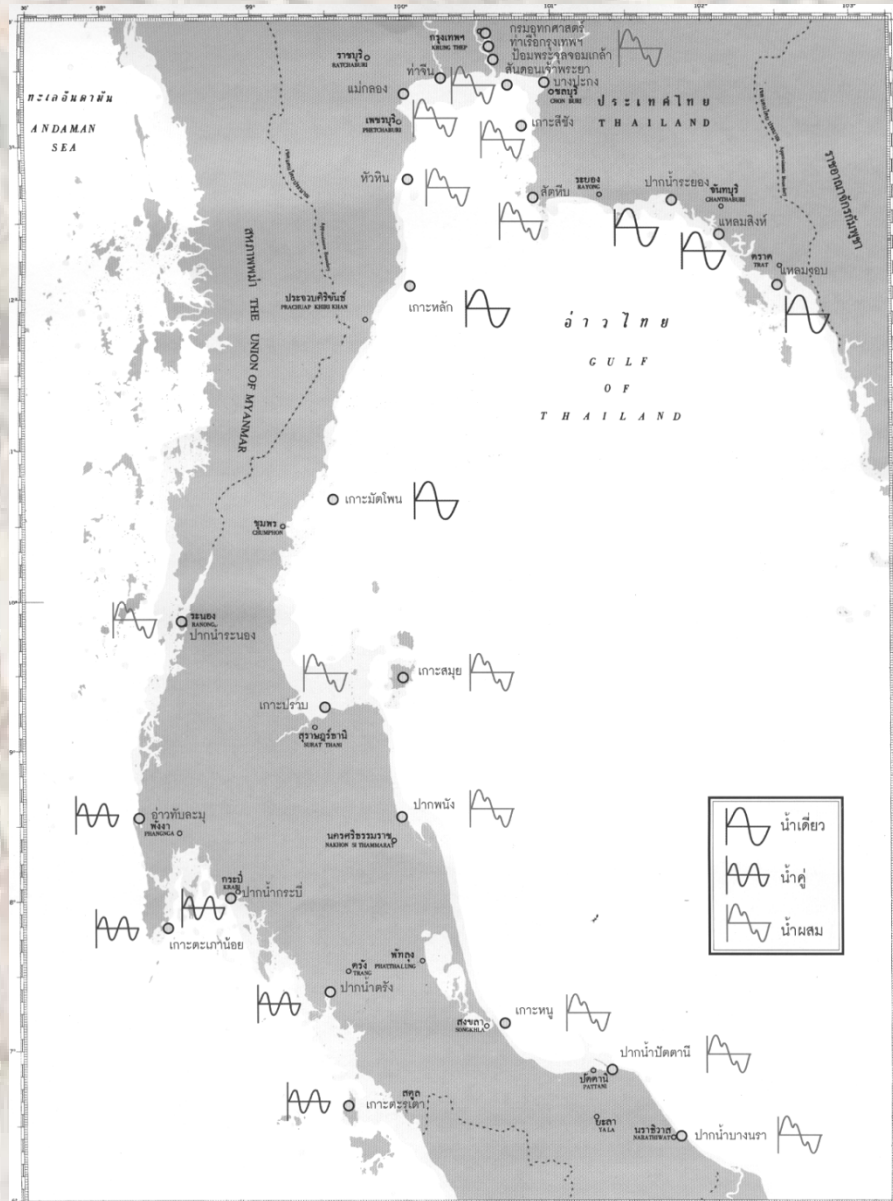 98°
99°
100°
101°
102°
103°
กรมอุทกศาสตร์
กรุงเทพฯ
KRUNG THEP
ท่าเรือกรุงเทพฯ
ป้อมพระจุลจอมเกล้า
ราชบุรี
RATCHABURI
ท่าจีน
สันดอนเจ้าพระยา
บางปะกง
แม่กลอง
ชลบุรี
CHON BURI
ทะเลอันดามัน
ANDAMAN
SEA
ประเทศไทย
THAILAND
เพชรบุรี
PHETCHABURI
เกาะสีชัง
หัวหิน
สัตหีบ
ระยอง
RAYONG
ปากน้ำระยอง
จันทบุรี
CHANTHABURI
ราชอาณาจักรกัมพูชา
แหลมสิงห์
ตราด
TRAT
แหลมงอบ
สหภาพพม่า THE UNION OF MYANMAR
ประจวบคีรีขันธ์
PRACHUAP KHIRI KHAN
เกาะหลัก
อ่าวไทย
GULF
OF
THAILAND
เกาะมัตโพน
ชุมพร
CHUMPHON
10°
ระนอง
RANONG
ปากน้ำระนอง
เกาะสมุย
เกาะปราบ
สุราษฎร์ธานี
SURAT THANI
9°
อ่าวทับละมุ
พังงา
PHANGNGA
ปากพนัง
นครศรีธรรมราช
NAKHON SI THAMMARAT
น้ำเดี่ยว
น้ำคู่
น้ำผสม
กระบี่
KRABI
ปากน้ำกระบี่
8°
เกาะตะเภาน้อย
พัทลุง
PHATTHALUNG
ตรัง
TRANG
ปากน้ำตรัง
เกาะหนู
สงขลา
SONGKHLA
7°
ปากน้ำปัตตานี
ปัตตานี
PATTANI
สตูล
เกาะตะรุเตา
ยะลา
YALA
นราธิวาส
NARATHIWAT
ปากน้ำบางนรา